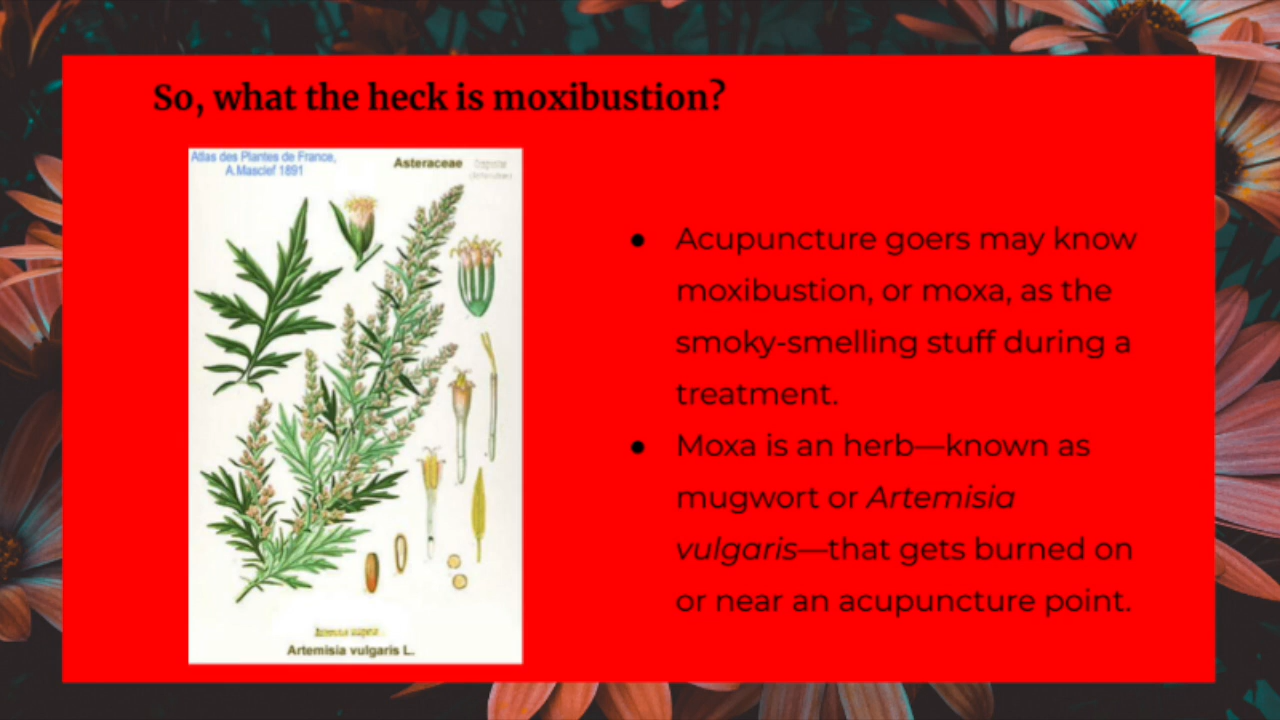 So, what the heck is moxibustion?
Atlas des Plantes de France,
A.Masclef 1891
Asteraceae
● Acupuncture goers may know
moxibustion, or moxa, as the
smoky-smelling stuff during a
treatment.
● Moxa is an herb—known as
mugwort or Artemisia
vulgaris—that gets burned on
or near an acupuncture point.
Artemisia vulgaris L.